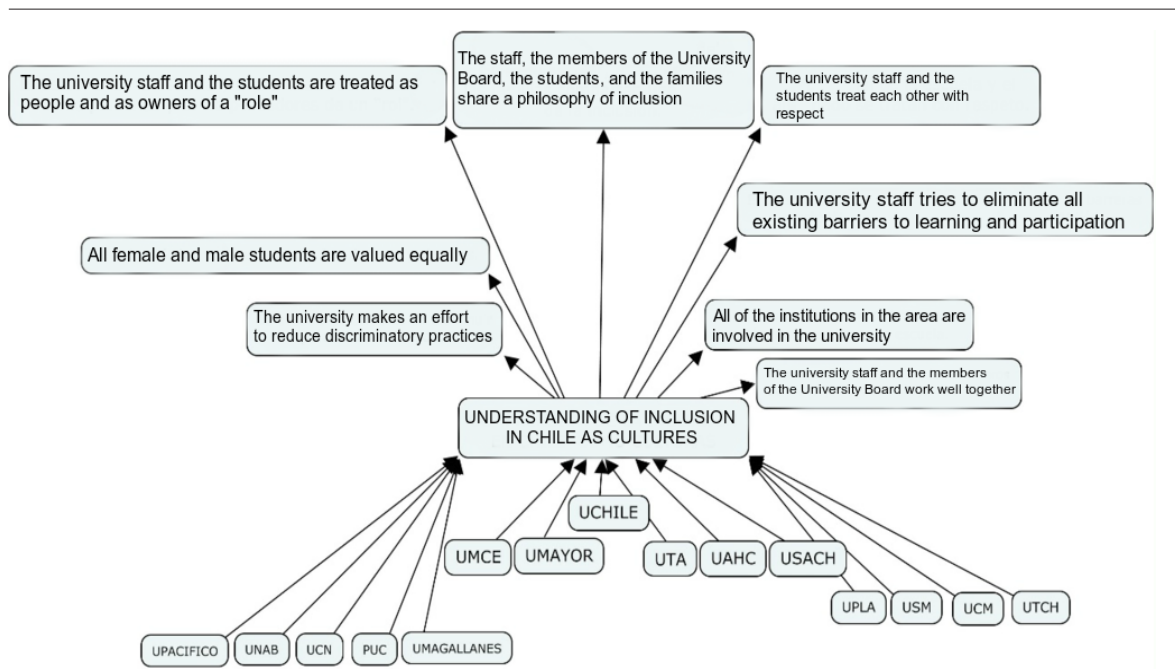 The staff, the members of the University
Board, the students, and the families
share a philosophy of inclusion
The university staff and the students are treated as
people and as owners of a "role"
The university staff and the
students treat each other with
respect
The university staff tries to eliminate all
existing barriers to learning and participation
All female and male students are valued equally
The university makes an effort
to reduce discriminatory practices
All of the institutions in the area are
involved in the university
The university staff and the members
of the University Board work well together
UNDERSTANDING OF INCLUSION
IN CHILE AS CULTURES
UCHILE
UMCE
UMAYOR
UTA
UAHC
USACH
UPLA
USM
UCM
UTCH
UPACIFICO
UNAB
UCN
PUC
UMAGALLANES